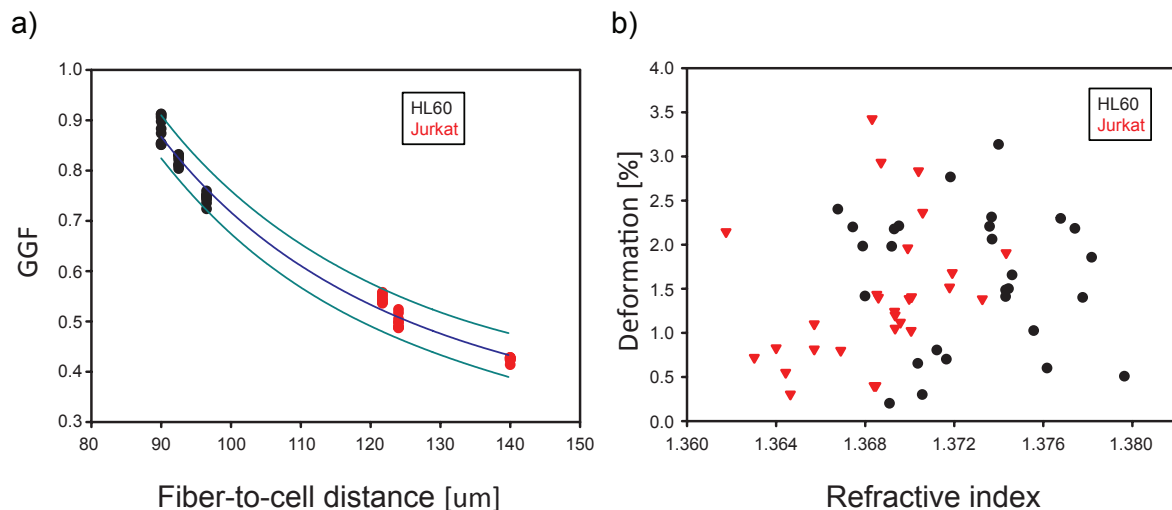 a)
GGF
1.0
0.9
0.8
0.7
0.6
0.5
0.4
0.3
HL60
Jurkat
80 90 100 110 120 130 140 150
Fiber-to-cell distance [um]
b)
Deformation [%]
4.0
3.5
3.0
2.5
2.0
1.5
1.0
0.5
0.0
HL60
Jurkat
1.360 1.364 1.368 1.372 1.376 1.380
Refractive index